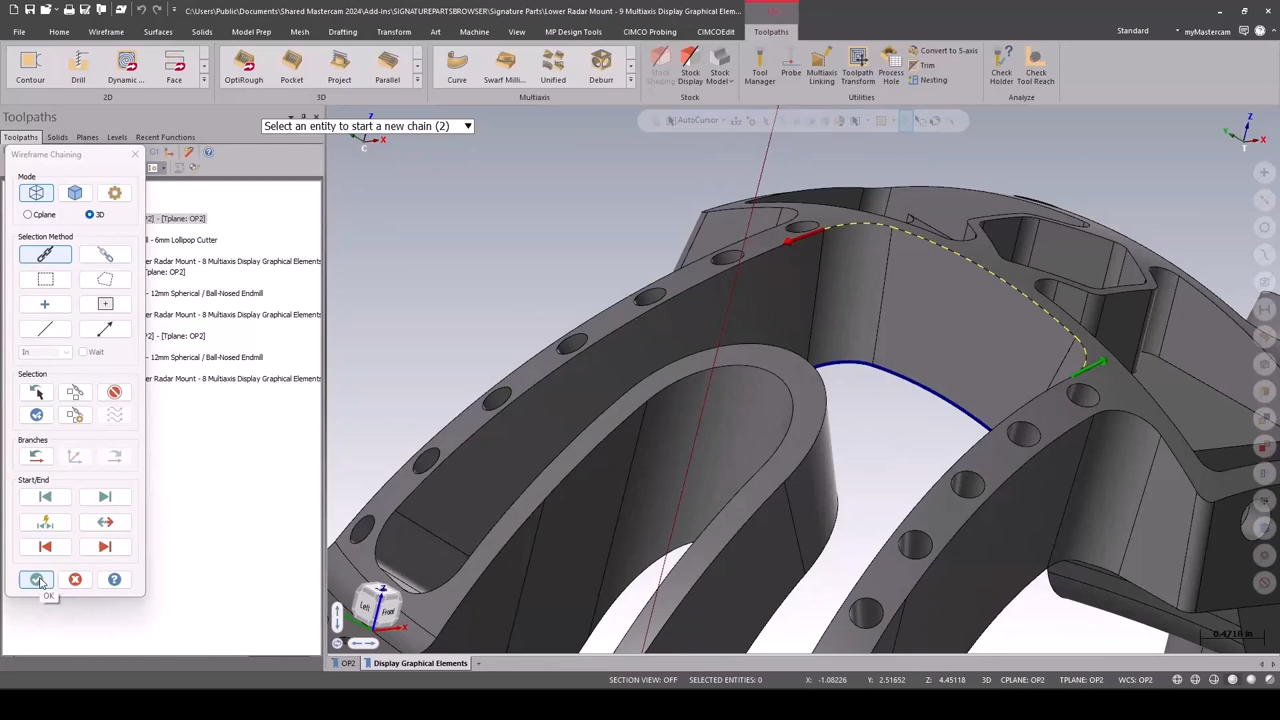 C:\Users\Public\Documents\Shared Mastercam 2024\Add-Ins\SIGNATUREPARTSBROWSER\Signature Parts\Lower Radar Mount - 9 Multiaxis Display Graphical Elem...
File Home Wireframe Surfaces Solids Model Prep Mesh Drafting Transform Art Machine View MP Design Tools CIMCO Probing CIMCOEdit Toolpaths Standard myMastercam
Contour Drill Dynamic ... Face OptiRough Pocket Project Parallel Curve Swarf Milli... Unified Deburr Stock Shading Stock Display Stock Model Tool Manager Probe Multiaxis Linking Toolpath Transform Process Hole Convert to 5-axis Trim Nesting Check Holder Check Tool Reach
2D 3D Multiaxis Stock Utilities Analyze
Toolpaths
Select an entity to start a new chain (2)
AutoCursor
Toolpaths Solids Planes Levels Recent Functions
Wireframe Chaining
Mode
Cplane 3D
Selection Method
In Wait
Selection
Branches
Start/End
OK
2] - [Tplane: OP2]
ll - 6mm Lollipop Cutter
er Radar Mount - 8 Multiaxis Display Graphical Elements
Tplane: OP2]
- 12mm Spherical / Ball-Nosed Endmill
er Radar Mount - 8 Multiaxis Display Graphical Elements
2] - [Tplane: OP2]
- 12mm Spherical / Ball-Nosed Endmill
er Radar Mount - 8 Multiaxis Display Graphical Elements
X
C
Z
X
T
Z
Left Front
X
0.4718 in
OP2 Display Graphical Elements +
SECTION VIEW: OFF SELECTED ENTITIES: 0 X: -1.08226 Y: 2.51652 Z: 4.45118 3D CPLANE: OP2 TPLANE: OP2 WCS: OP2